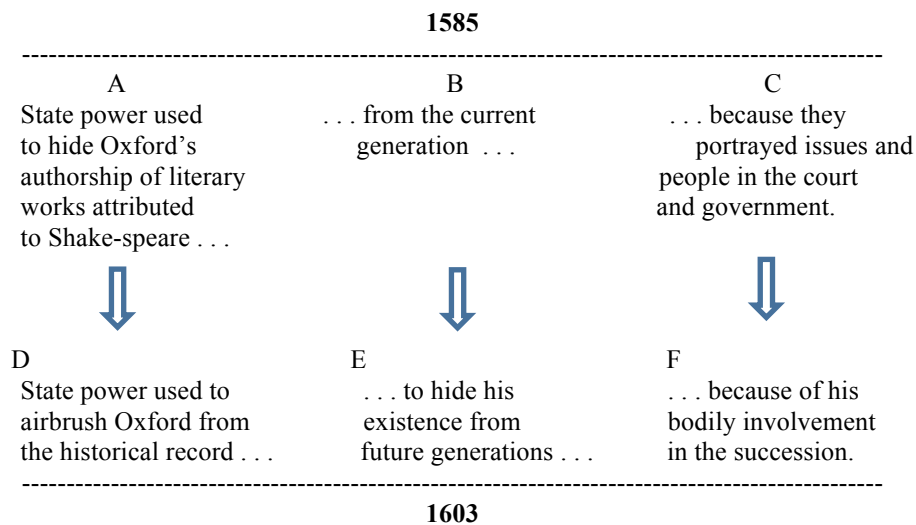 1585
--------------------------------------------------------------------------------------
A B C
State power used . . . from the current . . . because they
to hide Oxford’s generation . . . portrayed issues and
authorship of literary people in the court
works attributed and government.
to Shake-speare . . .
D E F
State power used to . . . to hide his . . . because of his
airbrush Oxford from existence from bodily involvement
the historical record . . . future generations . . . in the succession.
--------------------------------------------------------------------------------------
1603